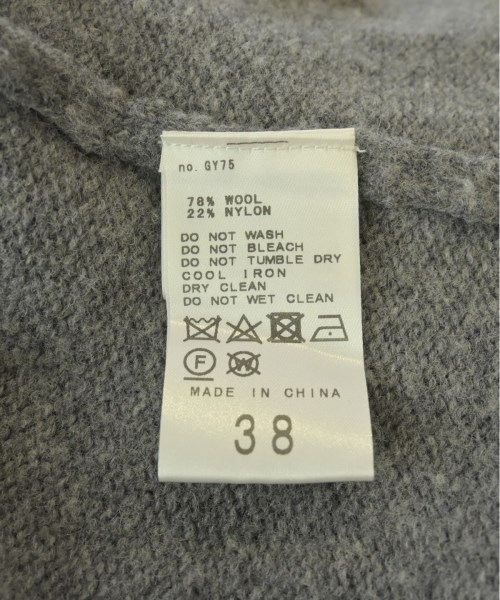 no. GY75
78% WOOL
22% NYLON
DO NOT WASH
DO NOT BLEACH
DO NOT TUMBLE DRY
COOL IRON
DRY CLEAN
DO NOT WET CLEAN
F W
MADE IN CHINA
38